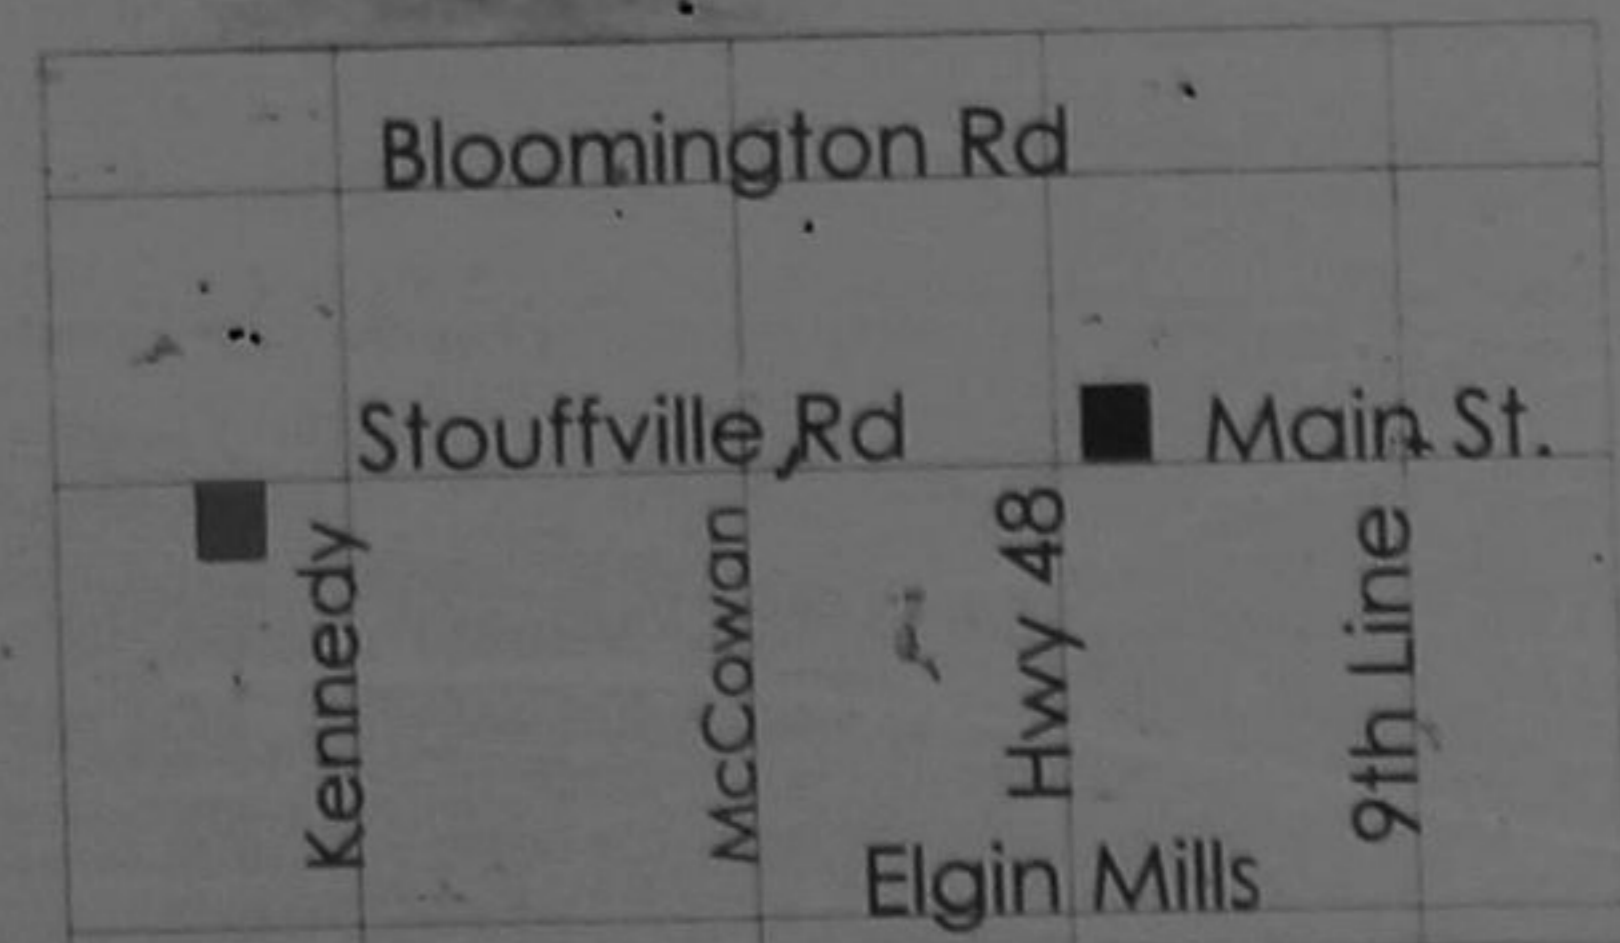 Bloomington Rd
Stouffville Rd
Main St.
Kennedy
McCowan
Hwy 48
9th Line
Elgin Mills